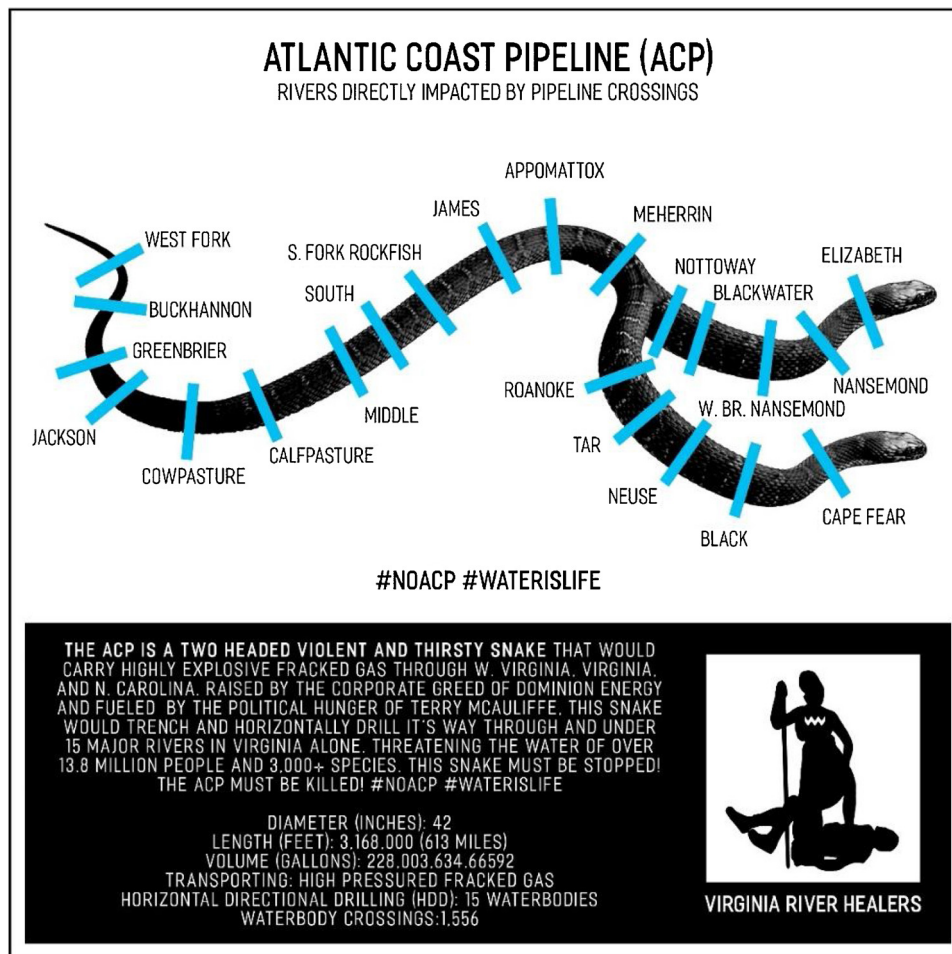 ATLANTIC COAST PIPELINE (ACP)
RIVERS DIRECTLY IMPACTED BY PIPELINE CROSSINGS
WEST FORK
BUCKHANNON
GREENBRIER
JACKSON
COWPASTURE
CALFPASTURE
MIDDLE
SOUTH
S. FORK ROCKFISH
JAMES
APPOMATTOX
MEHERRIN
NOTTOWAY
BLACKWATER
W. BR. NANSEMOND
NANSEMOND
ELIZABETH
ROANOKE
TAR
NEUSE
BLACK
CAPE FEAR
#NOACP #WATERISLIFE
THE ACP IS A TWO HEADED VIOLENT AND THIRSTY SNAKE THAT WOULD
CARRY HIGHLY EXPLOSIVE FRACKED GAS THROUGH W. VIRGINIA, VIRGINIA,
AND N. CAROLINA. RAISED BY THE CORPORATE GREED OF DOMINION ENERGY
AND FUELED BY THE POLITICAL HUNGER OF TERRY MCAULIFFE, THIS SNAKE
WOULD TRENCH AND HORIZONTALLY DRILL IT'S WAY THROUGH AND UNDER
15 MAJOR RIVERS IN VIRGINIA ALONE. THREATENING THE WATER OF OVER
13.8 MILLION PEOPLE AND 3,000+ SPECIES. THIS SNAKE MUST BE STOPPED!
THE ACP MUST BE KILLED! #NOACP #WATERISLIFE
DIAMETER (INCHES): 42
LENGTH (FEET): 3.168.000 (613 MILES)
VOLUME (GALLONS): 228.003.634.66592
TRANSPORTING: HIGH PRESSURED FRACKED GAS
HORIZONTAL DIRECTIONAL DRILLING (HDD): 15 WATERBODIES
WATERBODY CROSSINGS:1,556
VIRGINIA RIVER HEALERS